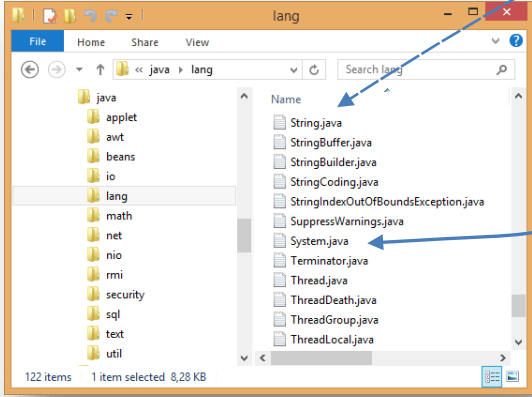 lang
File Home Share View
« java lang Search lang
java
applet
awt
beans
io
lang
math
net
nio
rmi
security
sql
text
util
Name
String.java
StringBuffer.java
StringBuilder.java
StringCoding.java
StringIndexOutOfBoundsException.java
SuppressWarnings.java
System.java
Terminator.java
Thread.java
ThreadDeath.java
ThreadGroup.java
ThreadLocal.java
122 items 1 item selected 8,28 KB